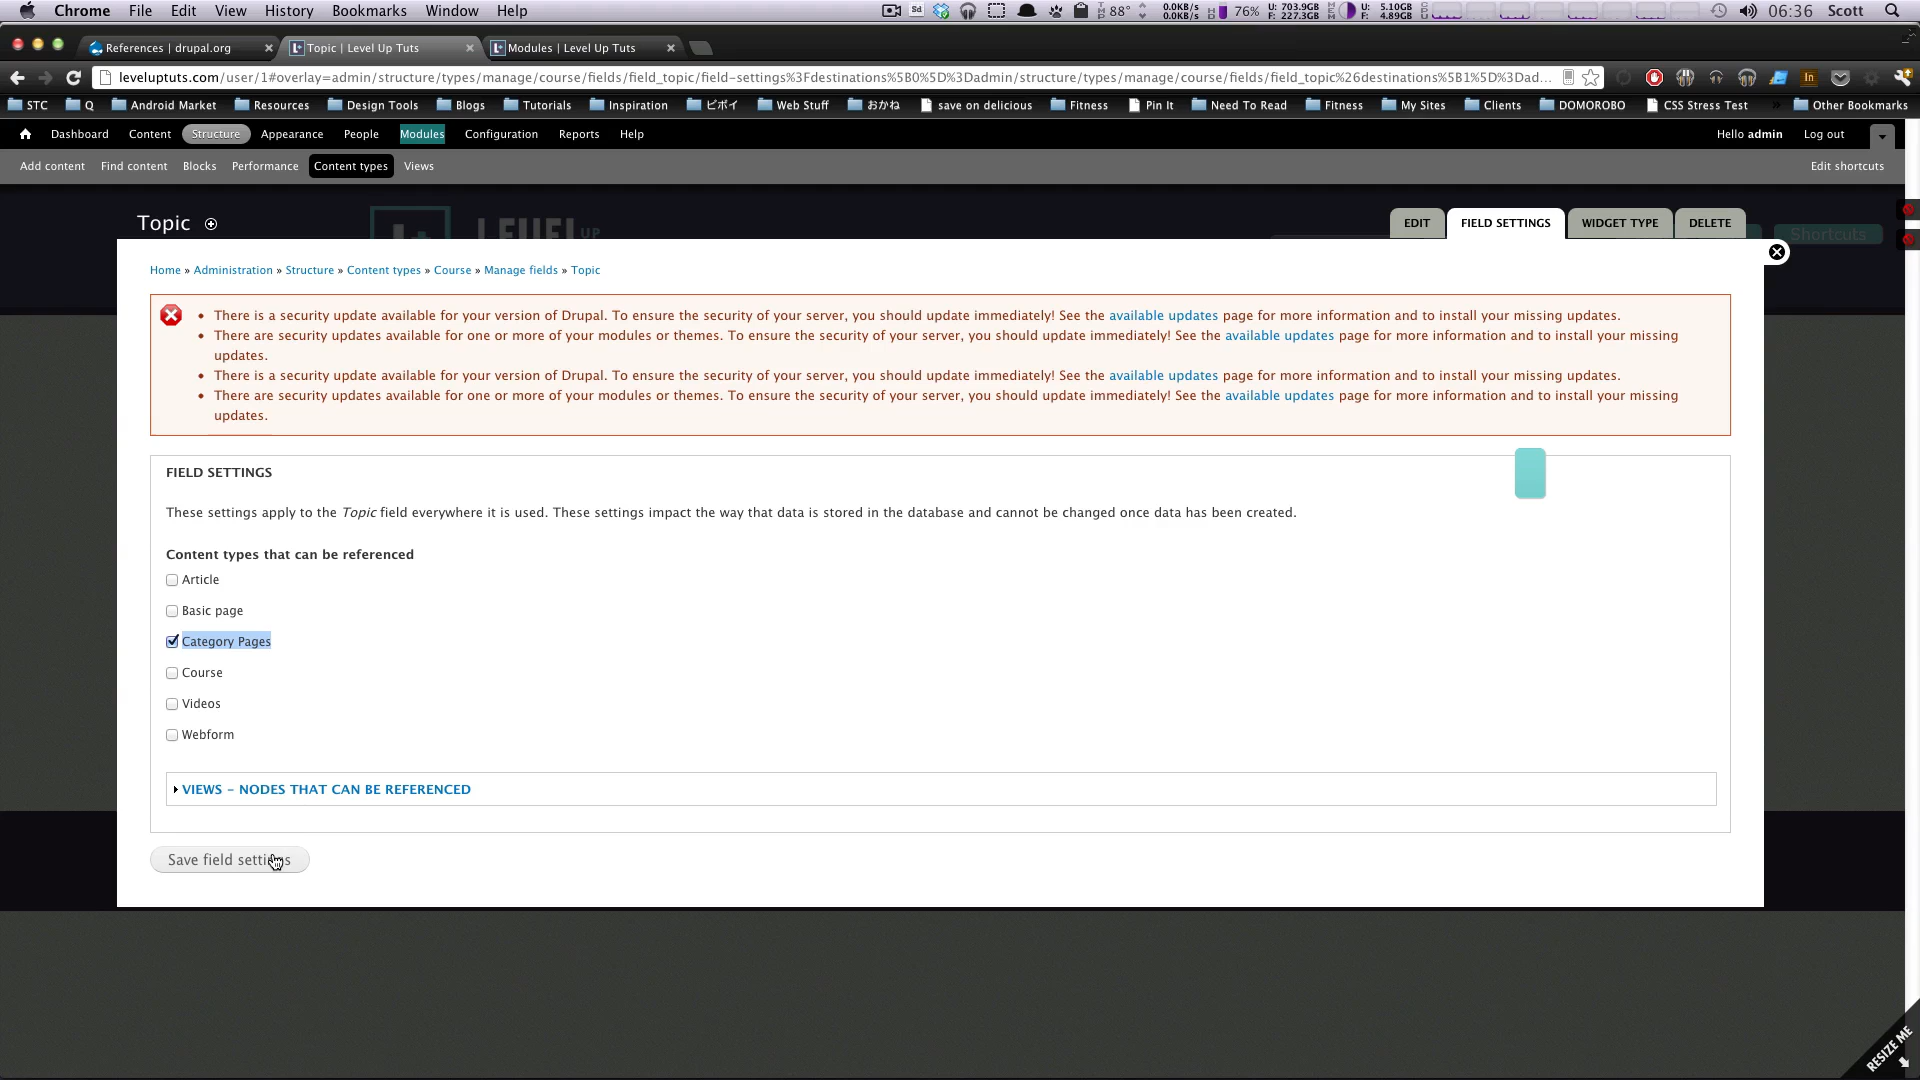 Chrome File Edit View History Bookmarks Window Help 88° 0.0KB/s 0.0KB/s 76% U: 703.9GB F: 227.3GB U: 5.10GB F: 4.89GB 06:36 Scott
References | drupal.org Topic | Level Up Tuts Modules | Level Up Tuts
leveluptuts.com/user/1#overlay=admin/structure/types/manage/course/fields/field_topic/field-settings%3Fdestinations%5B0%5D%3Dadmin/structure/types/manage/course/fields/field_topic%26destinations%5B1%5D%3Dad...
STC Q Android Market Resources Design Tools Blogs Tutorials Inspiration ビボイ Web Stuff おかね save on delicious Fitness Pin It Need To Read Fitness My Sites Clients DOMOROBO CSS Stress Test » Other Bookmarks
Dashboard Content Structure Appearance People Modules Configuration Reports Help Hello admin Log out
Add content Find content Blocks Performance Content types Views Edit shortcuts
LEVEL UP
Shortcuts
Topic EDIT FIELD SETTINGS WIDGET TYPE DELETE
Home » Administration » Structure » Content types » Course » Manage fields » Topic
• There is a security update available for your version of Drupal. To ensure the security of your server, you should update immediately! See the available updates page for more information and to install your missing updates.
• There are security updates available for one or more of your modules or themes. To ensure the security of your server, you should update immediately! See the available updates page for more information and to install your missing
updates.
• There is a security update available for your version of Drupal. To ensure the security of your server, you should update immediately! See the available updates page for more information and to install your missing updates.
• There are security updates available for one or more of your modules or themes. To ensure the security of your server, you should update immediately! See the available updates page for more information and to install your missing
updates.
FIELD SETTINGS
These settings apply to the Topic field everywhere it is used. These settings impact the way that data is stored in the database and cannot be changed once data has been created.
Content types that can be referenced
Article
Basic page
Category Pages
Course
Videos
Webform
VIEWS - NODES THAT CAN BE REFERENCED
Save field settings
RESIZE ME